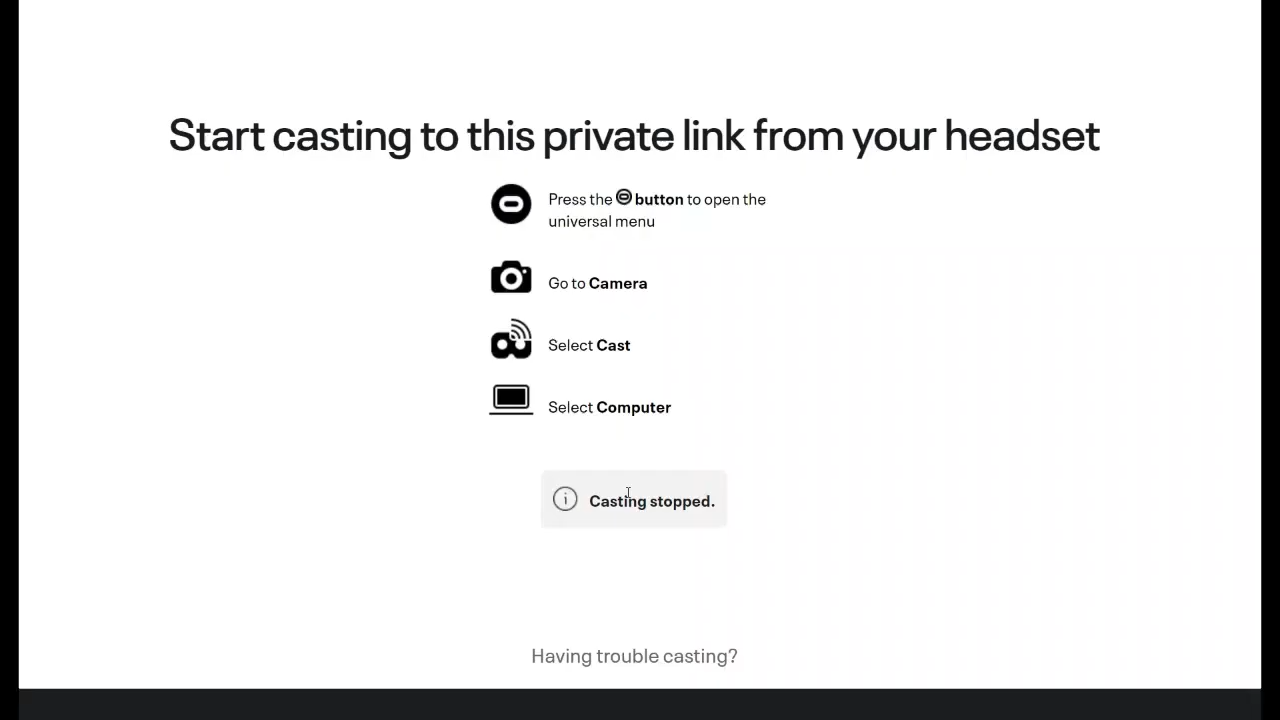 Start casting to this private link from your headset
Press the button to open the
universal menu
Go to Camera
Select Cast
Select Computer
Casting stopped.
Having trouble casting?